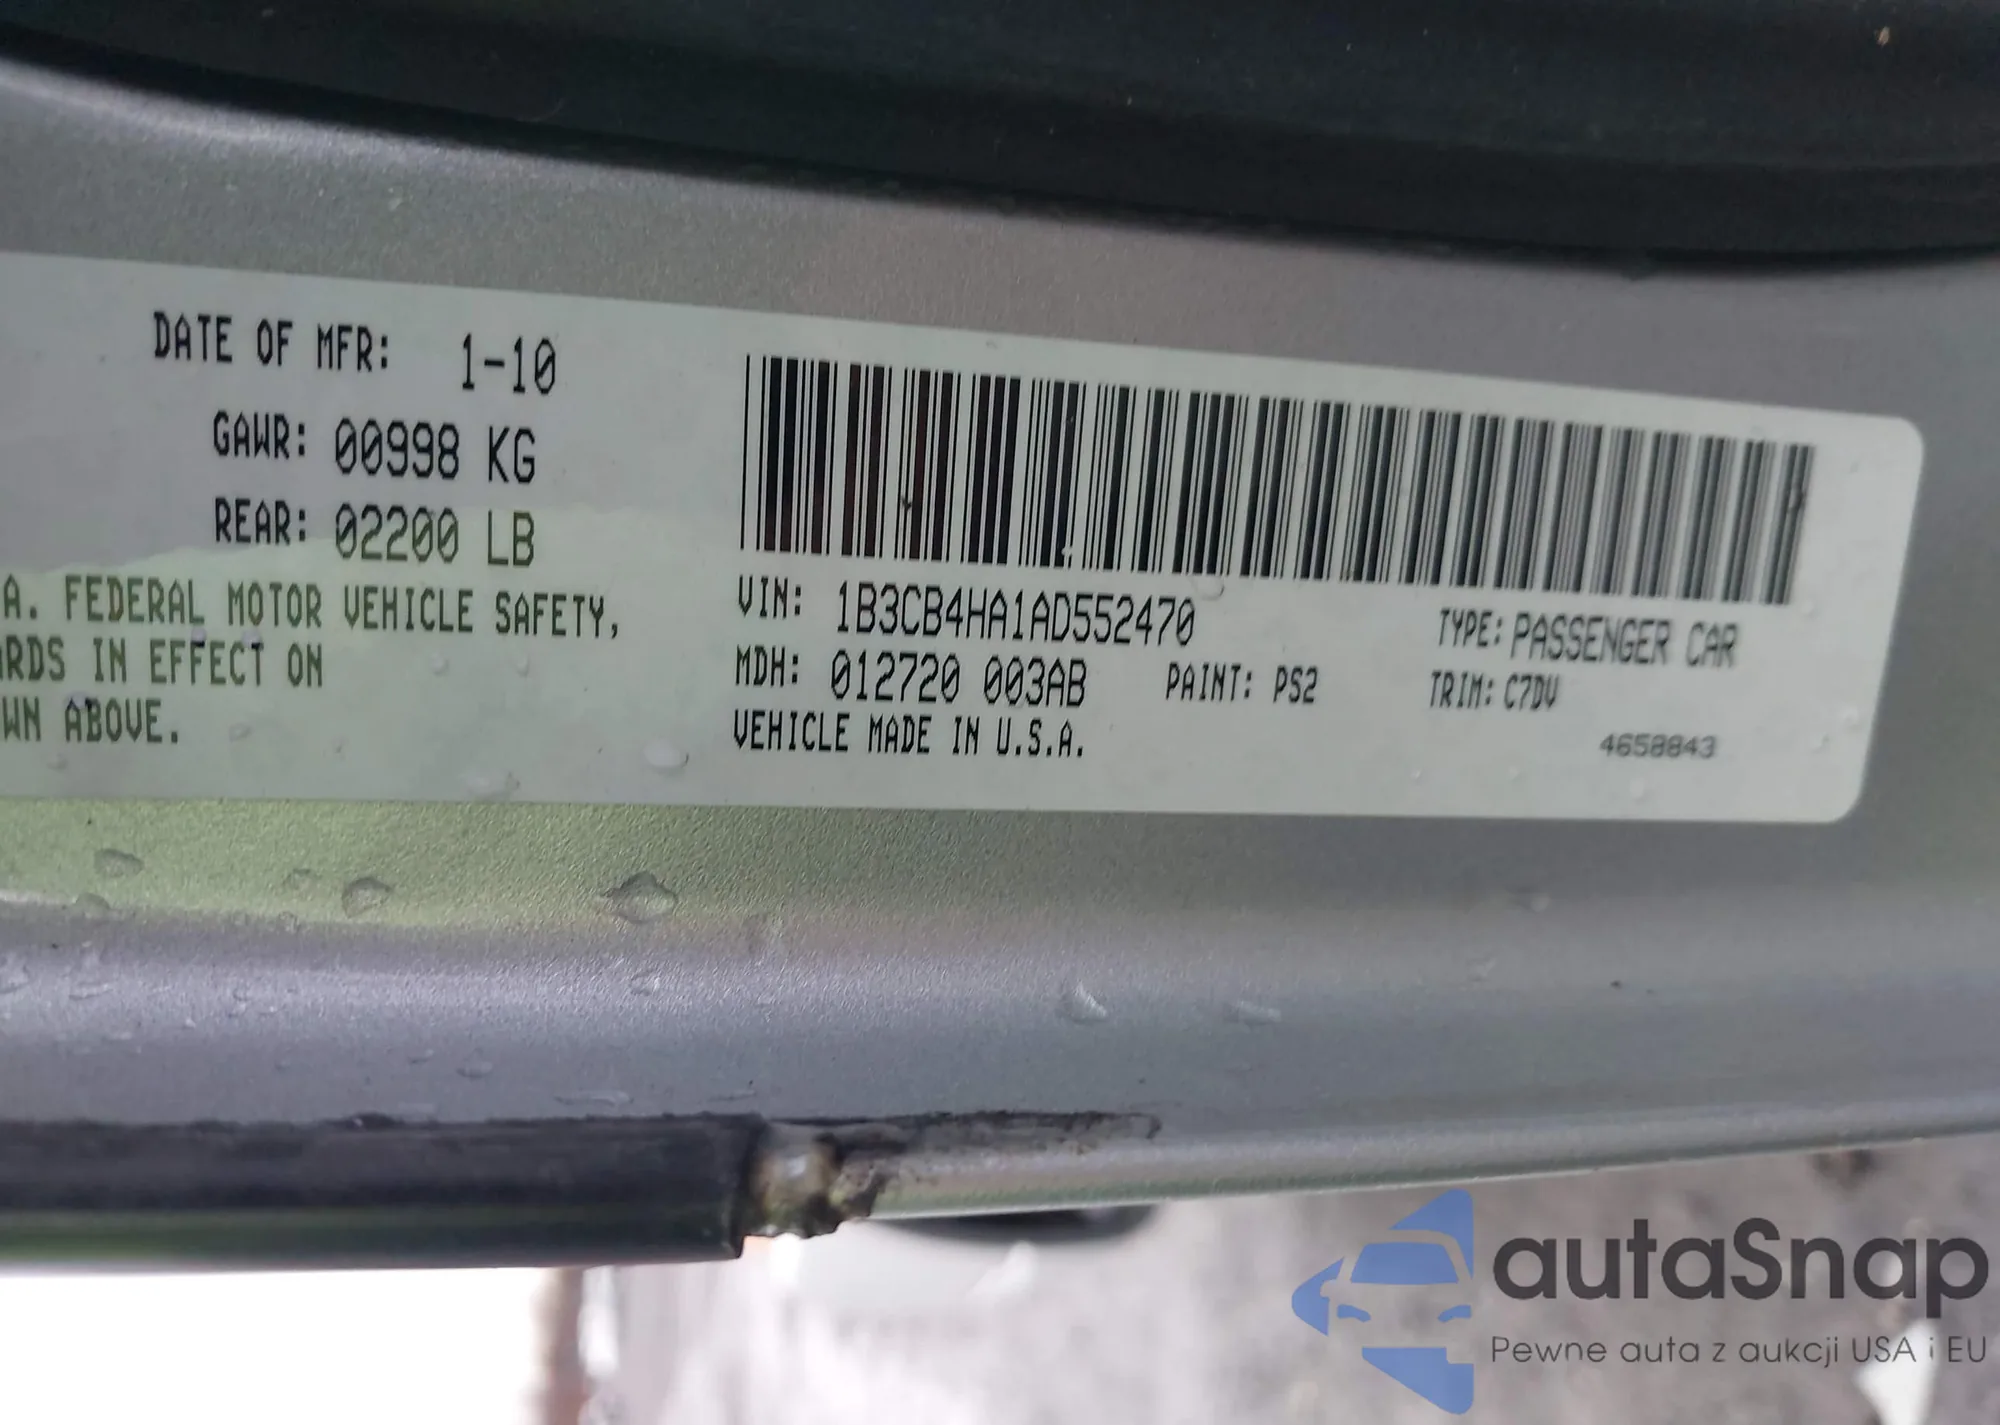 DATE OF MFR: 1-10
GAWR: 00998 KG
REAR: 02200 LB
A. FEDERAL MOTOR VEHICLE SAFETY,
ARDS IN EFFECT ON
WN ABOVE.
VIN: 1B3CB4HA1AD552470
TYPE: PASSENGER CAR
MDH: 012720 003AB
PAINT: PS2
TRIM: C7DV
VEHICLE MADE IN U.S.A.
4658843
autaSnap
Pewne auta z aukcji USA i EU